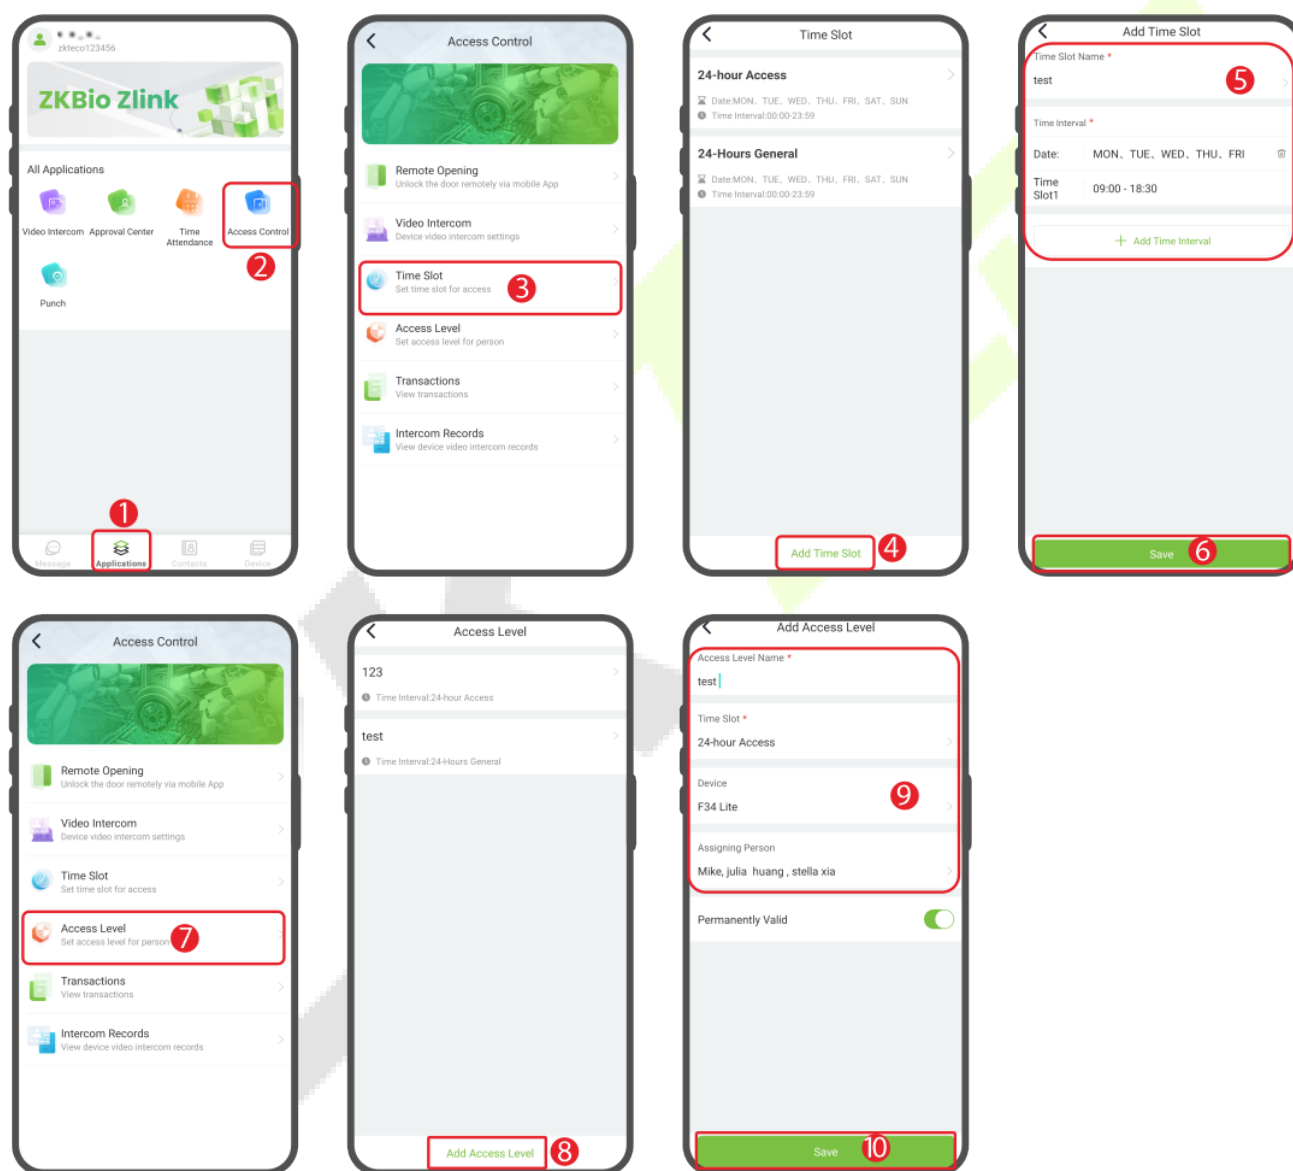 zkteco123456
ZKBio Zlink
All Applications
Video Intercom
Approval Center
Time Attendance
Access Control
2
Punch
1
Message
Applications
Contacts
Device
Access Control
Remote Opening
Unlock the door remotely via mobile App
Video Intercom
Device video intercom settings
Time Slot
Set time slot for access
3
Access Level
Set access level for person
Transactions
View transactions
Intercom Records
View device video intercom records
Time Slot
24-hour Access
Date:MON、TUE、WED、THU、FRI、SAT、SUN
Time Interval:00:00-23:59
24-Hours General
Date:MON、TUE、WED、THU、FRI、SAT、SUN
Time Interval:00:00-23:59
Add Time Slot
4
Add Time Slot
Time Slot Name *
test
5
Time Interval *
Date: MON、TUE、WED、THU、FRI
Time Slot1 09:00 - 18:30
+ Add Time Interval
Save 6
Access Control
Remote Opening
Unlock the door remotely via mobile App
Video Intercom
Device video intercom settings
Time Slot
Set time slot for access
Access Level
Set access level for person
7
Transactions
View transactions
Intercom Records
View device video intercom records
Access Level
123
Time Interval:24-hour Access
test
Time Interval:24-Hours General
Add Access Level
8
Add Access Level
Access Level Name *
test
Time Slot *
24-hour Access
Device
F34 Lite
9
Assigning Person
Mike, julia huang , stella xia
Permanently Valid
Save 10